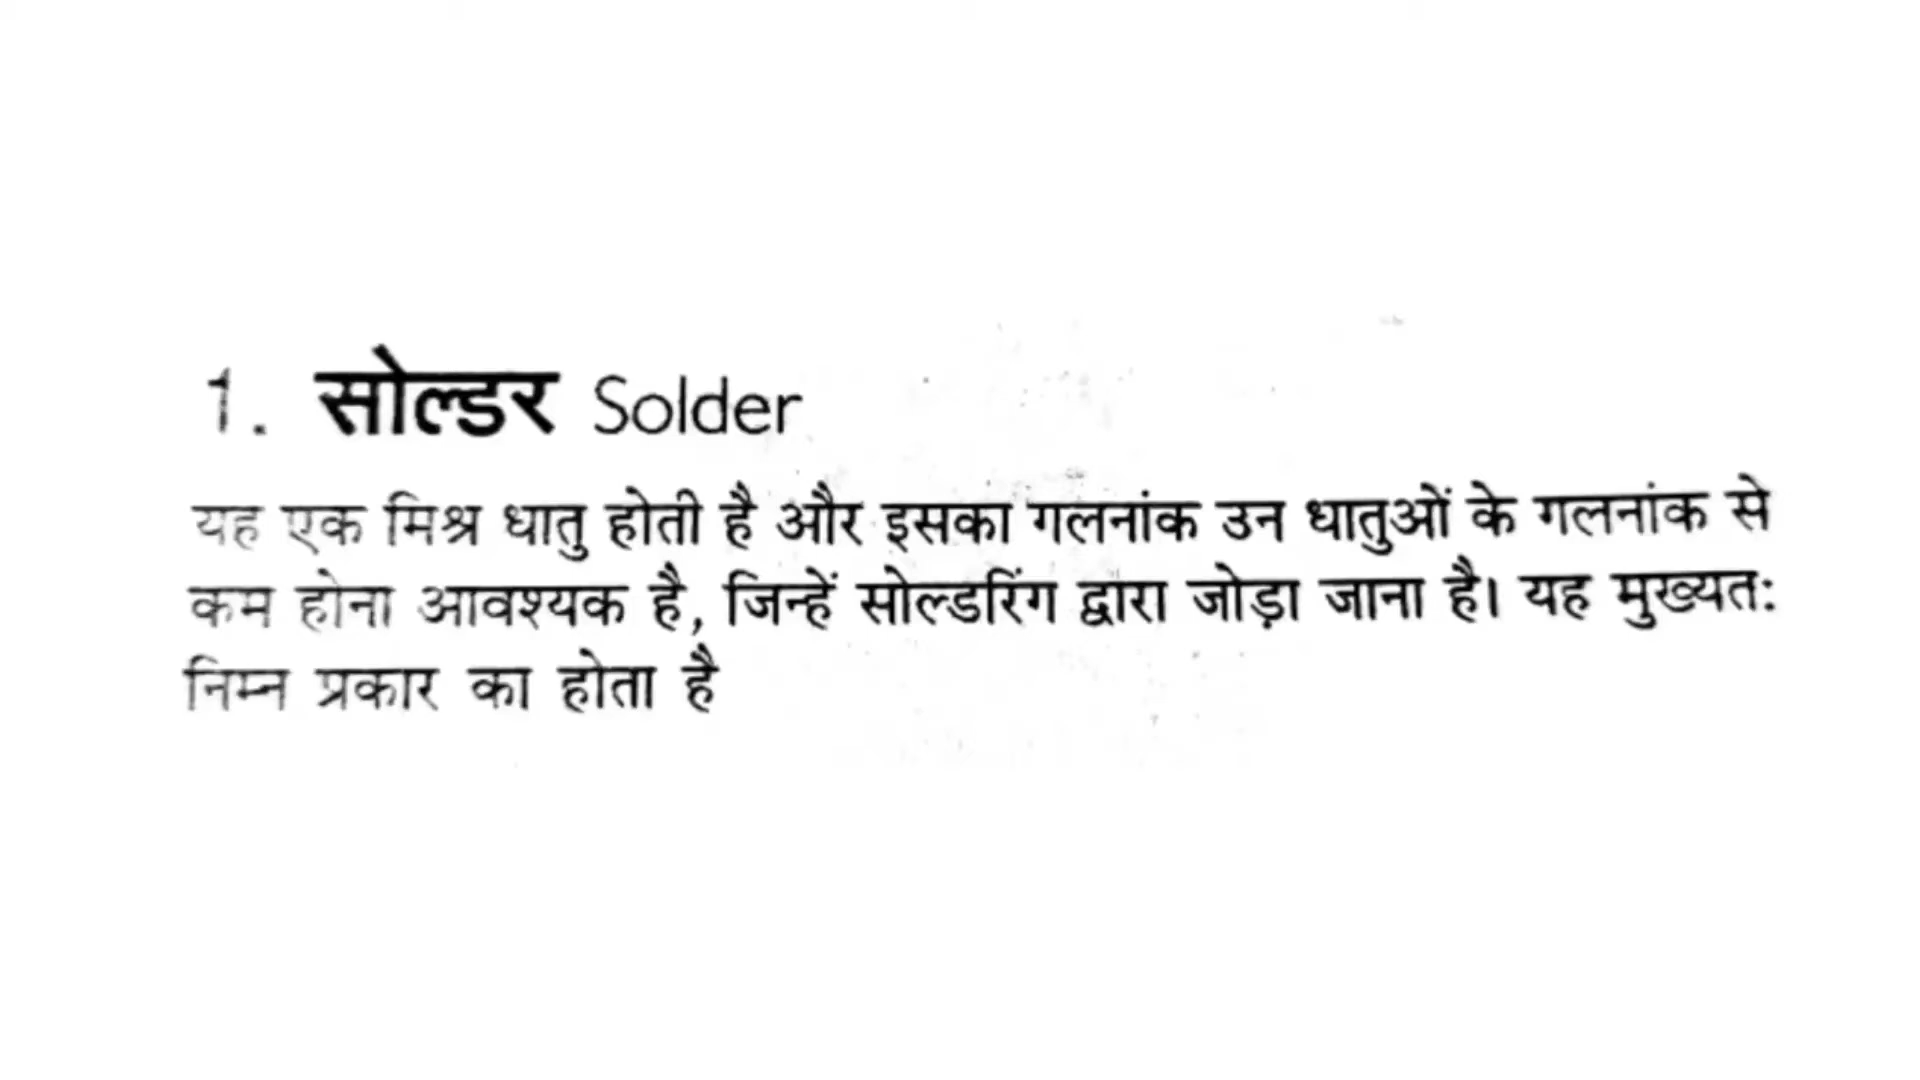 1. सोल्डर Solder
यह एक मिश्र धातु होती है और इसका गलनांक उन धातुओं के गलनांक से
कम होना आवश्यक है, जिन्हें सोल्डरिंग द्वारा जोड़ा जाना है। यह मुख्यतः
निम्न प्रकार का होता है